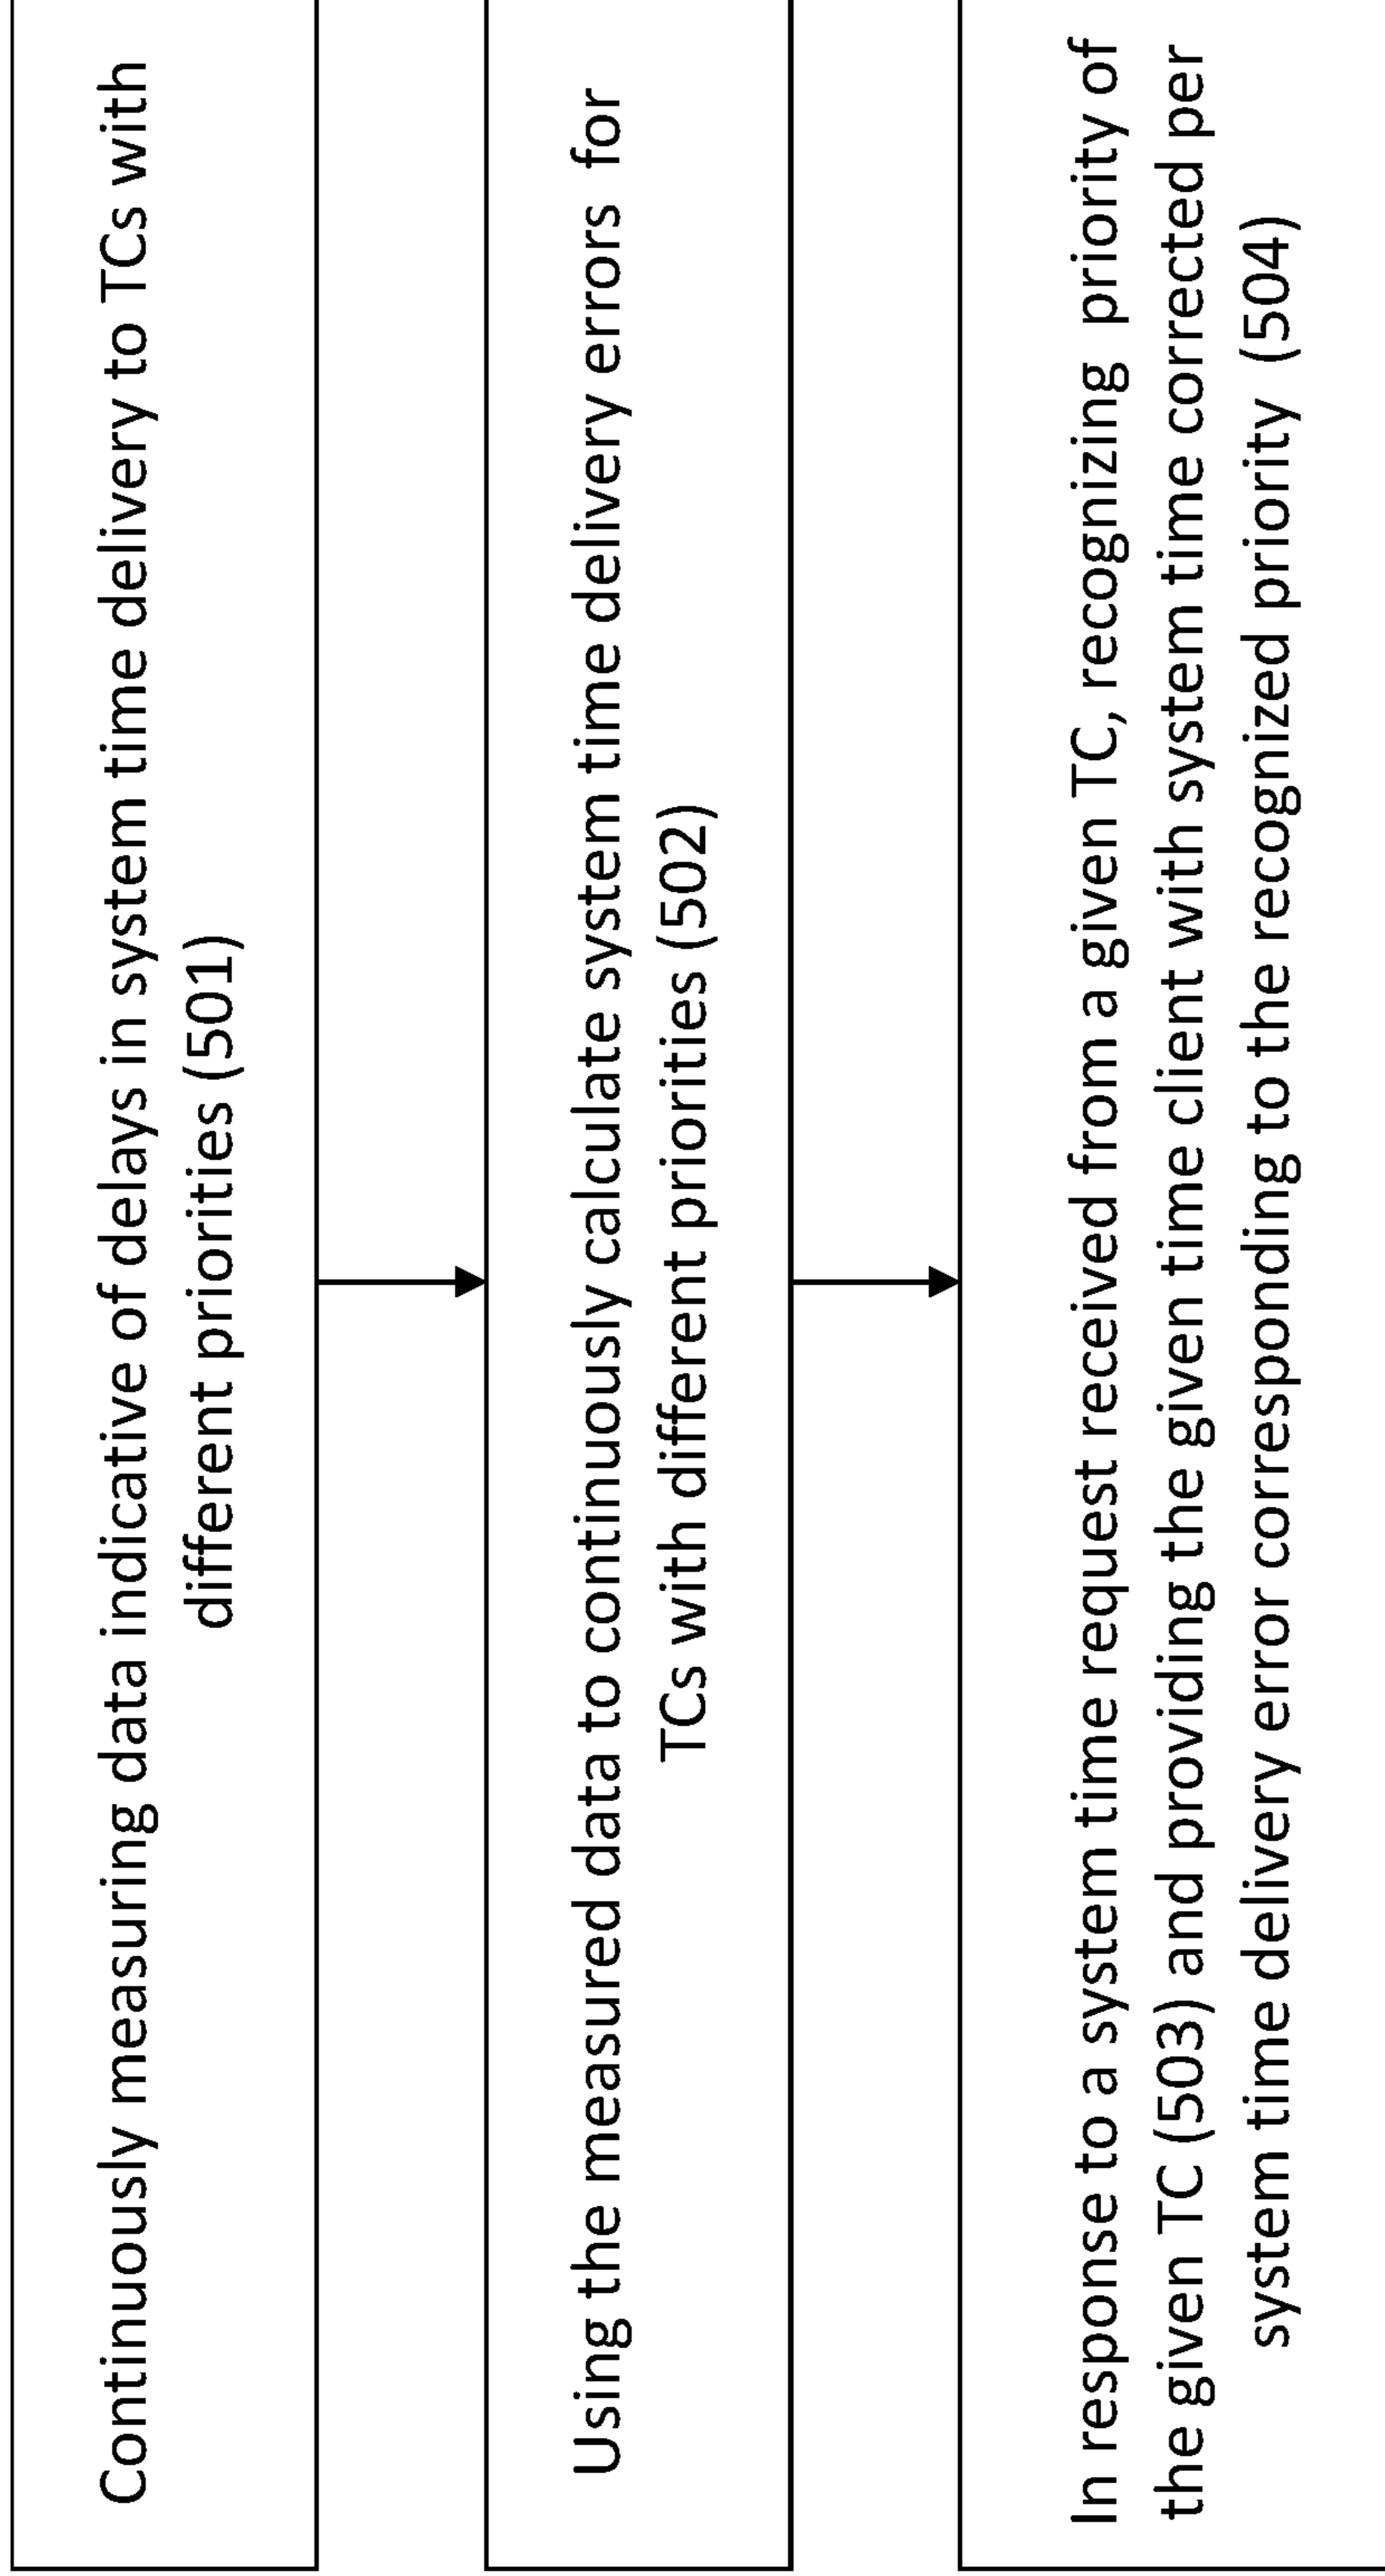 Continuously measuring data indicative of delays in system time delivery to TCs with
different priorities (501)
Using the measured data to continuously calculate system time delivery errors for
TCs with different priorities (502)
In response to a system time request received from a given TC, recognizing priority of
the given TC (503) and providing the given time client with system time corrected per
system time delivery error corresponding to the recognized priority (504)